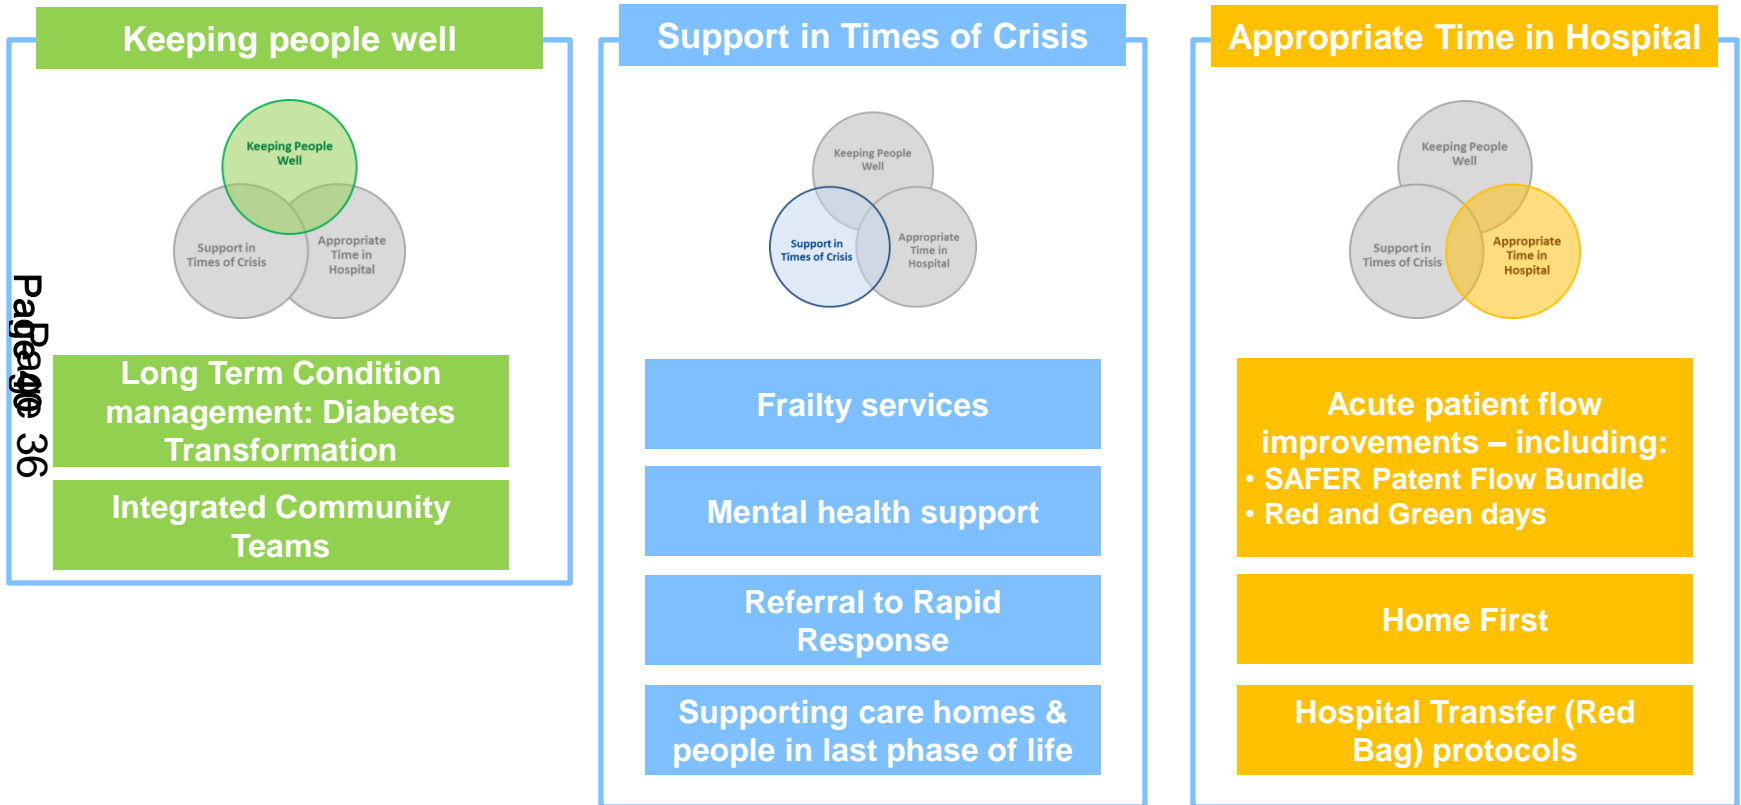 Keeping people well
Keeping People
Well
Support in
Times of Crisis
Appropriate
Time in
Hospital
Long Term Condition
management: Diabetes
Transformation
Integrated Community
Teams
Support in Times of Crisis
Keeping People
Well
Support in
Times of Crisis
Appropriate
Time in
Hospital
Frailty services
Mental health support
Referral to Rapid
Response
Supporting care homes &
people in last phase of life
Appropriate Time in Hospital
Keeping People
Well
Support in
Times of Crisis
Appropriate
Time in
Hospital
Acute patient flow
improvements – including:
• SAFER Patent Flow Bundle
• Red and Green days
Home First
Hospital Transfer (Red
Bag) protocols
Page 40
Page 36